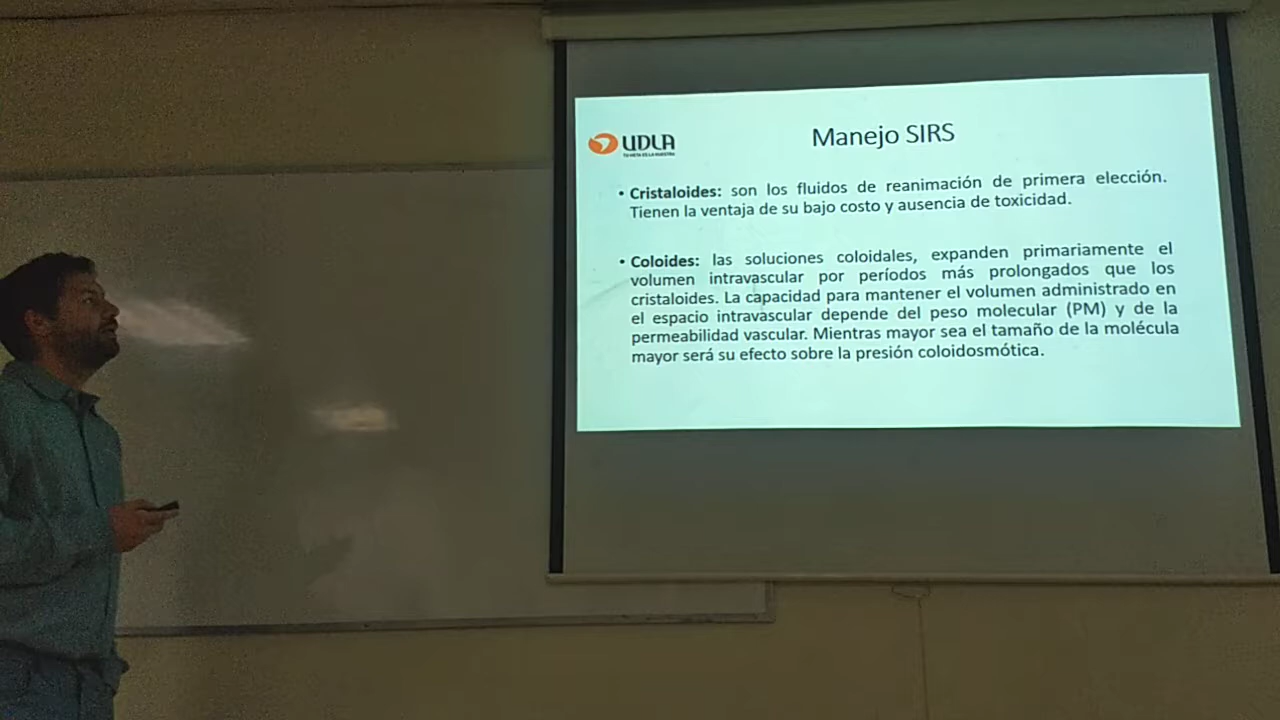 UDLA
TU META ES LA NUESTRA
Manejo SIRS
• Cristaloides: son los fluidos de reanimación de primera elección.
Tienen la ventaja de su bajo costo y ausencia de toxicidad.
• Coloides: las soluciones coloidales, expanden primariamente el
volumen intravascular por períodos más prolongados que los
cristaloides. La capacidad para mantener el volumen administrado en
el espacio intravascular depende del peso molecular (PM) y de la
permeabilidad vascular. Mientras mayor sea el tamaño de la molécula
mayor será su efecto sobre la presión coloidosmótica.